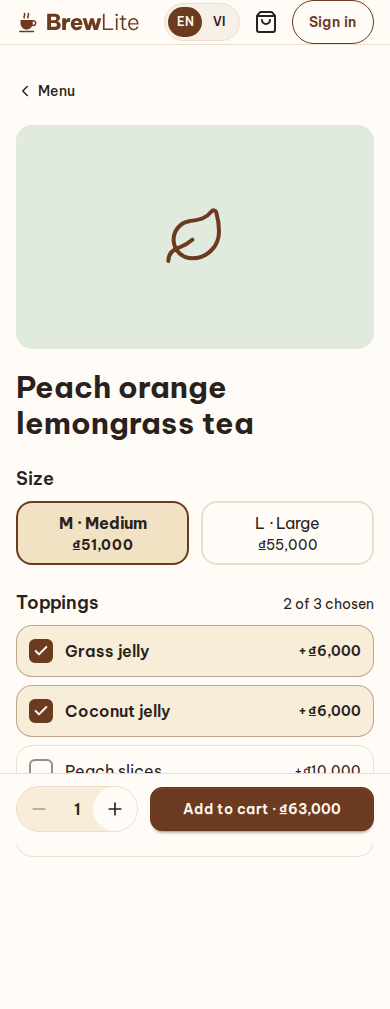 BrewLite
EN
VI
Sign in
Menu
Peach orange
lemongrass tea
Size
M · Medium
₫51,000
L · Large
₫55,000
Toppings
2 of 3 chosen
Grass jelly
+₫6,000
Coconut jelly
+₫6,000
Peach slices
+₫10,000
1
Add to cart · ₫63,000